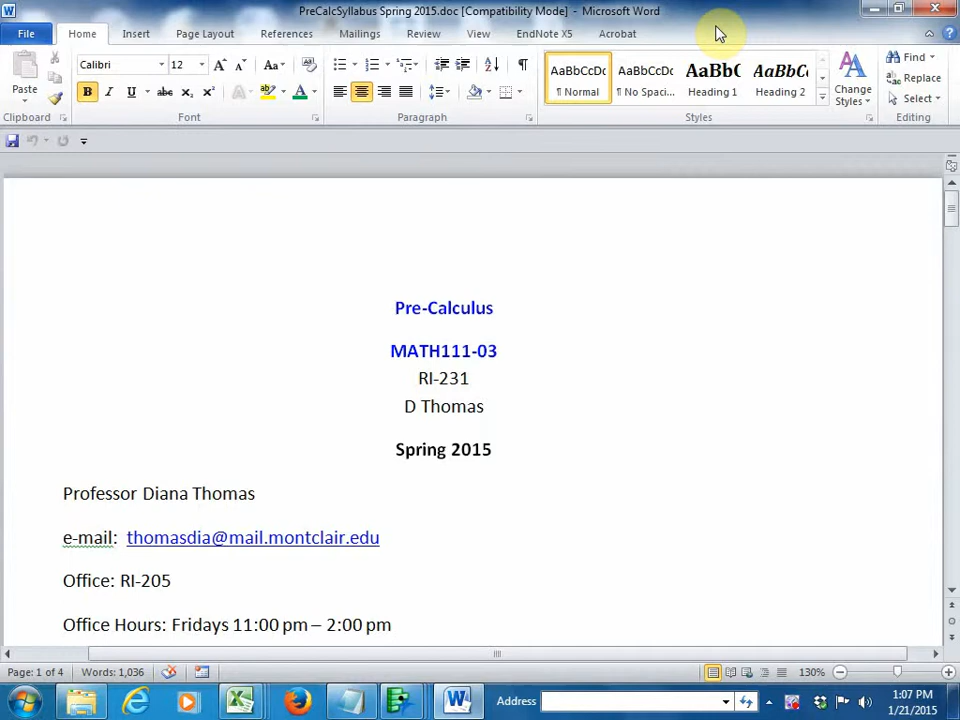 PreCalcSyllabus Spring 2015.doc [Compatibility Mode] - Microsoft Word
File Home Insert Page Layout References Mailings Review View EndNote X5 Acrobat
Calibri 12 Aa
Paste
B I U abc x₂ x² A
AaBbCcDc AaBbCcDc AaBbC AaBbCc
¶ Normal ¶ No Spaci... Heading 1 Heading 2
Change Styles
Find
Replace
Select
Clipboard Font Paragraph Styles Editing
Pre-Calculus
MATH111-03
RI-231
D Thomas
Spring 2015
Professor Diana Thomas
e-mail: thomasdia@mail.montclair.edu
Office: RI-205
Office Hours: Fridays 11:00 pm – 2:00 pm
Page: 1 of 4 Words: 1,036 130%
Address
1:07 PM
1/21/2015